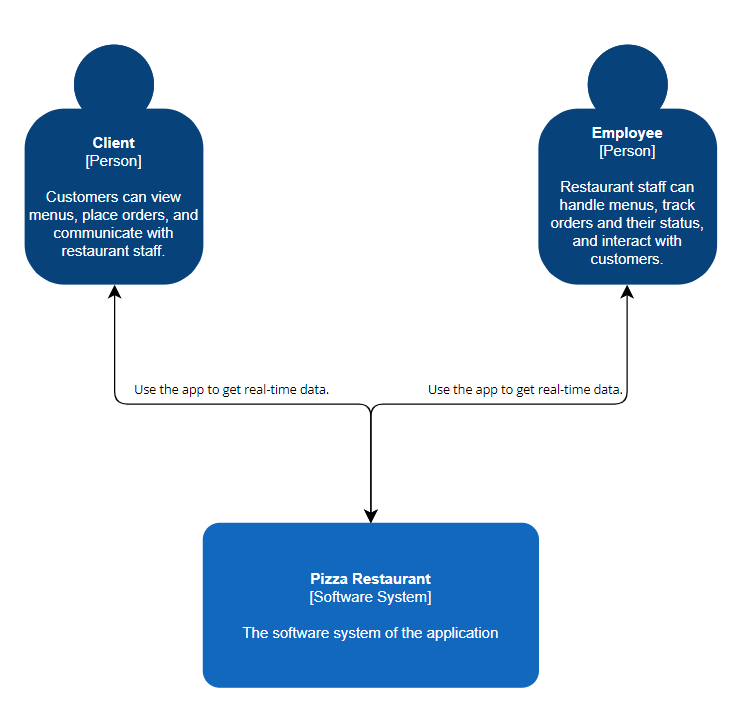 Client
[Person]
Customers can view
menus, place orders, and
communicate with
restaurant staff.
Employee
[Person]
Restaurant staff can
handle menus, track
orders and their status,
and interact with
customers.
Use the app to get real-time data.
Use the app to get real-time data.
Pizza Restaurant
[Software System]
The software system of the application